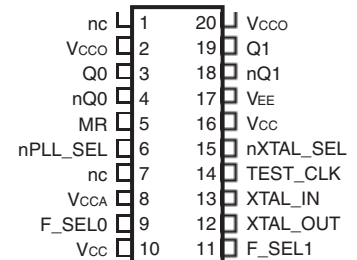 nc 1 20 VCCO
VCCO 2 19 Q1
Q0 3 18 nQ1
nQ0 4 17 VEE
MR 5 16 VCC
nPLL_SEL 6 15 nXTAL_SEL
nc 7 14 TEST_CLK
VCCA 8 13 XTAL_IN
F_SEL0 9 12 XTAL_OUT
VCC 10 11 F_SEL1